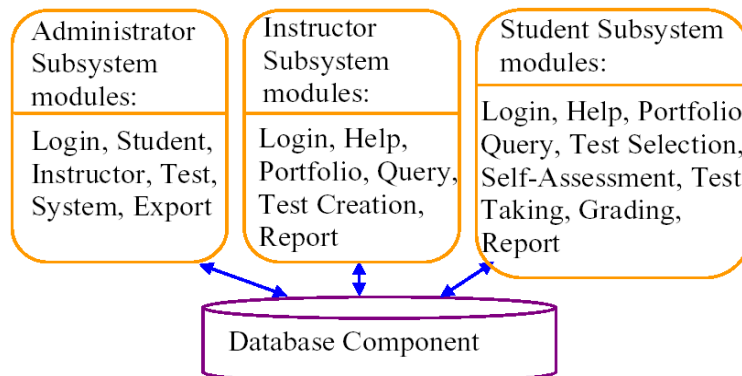 Administrator
Subsystem
modules:
Login, Student,
Instructor, Test,
System, Export
Instructor
Subsystem
modules:
Login, Help,
Portfolio, Query,
Test Creation,
Report
Student Subsystem
modules:
Login, Help, Portfolio
Query, Test Selection,
Self-Assessment, Test
Taking, Grading,
Report
Database Component